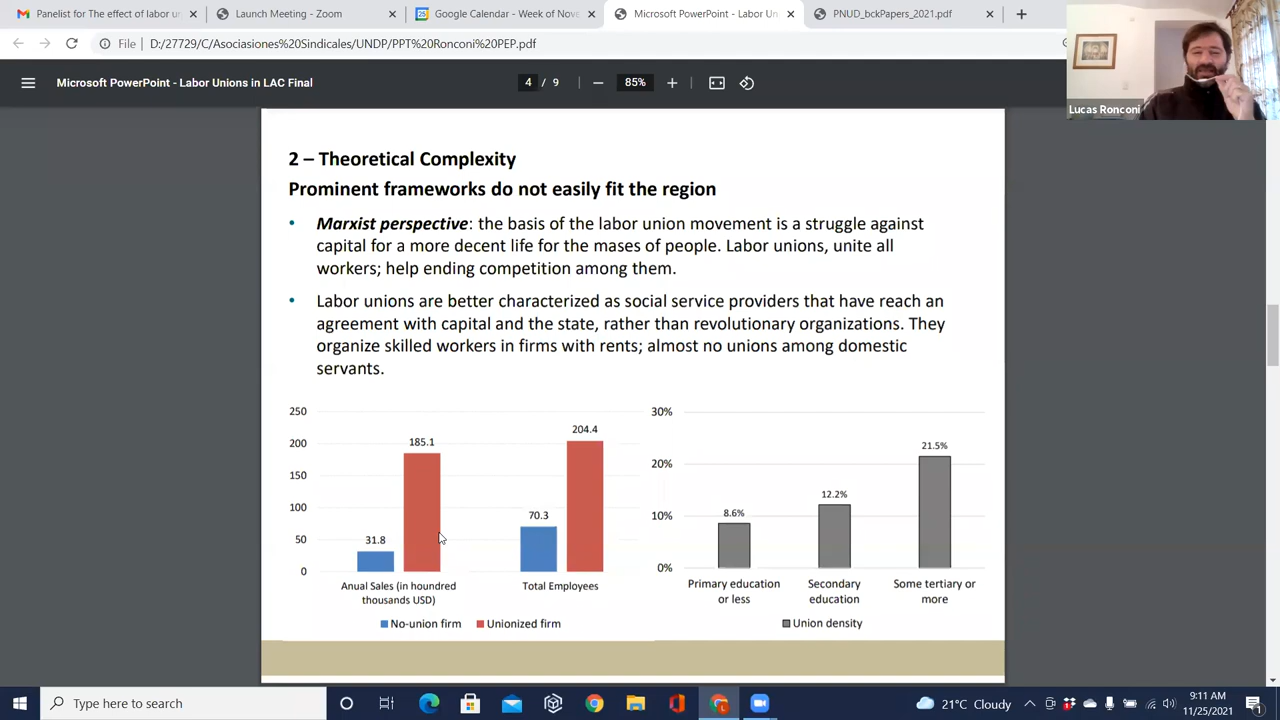 Panelist for The effect of labor ur
Launch Meeting - Zoom
Google Calendar - Week of Nove
Microsoft PowerPoint - Labor Un
PNUD_bckPapers_2021.pdf
File
D:/27729/C/Asociasiones%20Sindicales/UNDP/PPT%20Ronconi%20PEP.pdf
Microsoft PowerPoint - Labor Unions in LAC Final
4 / 9
85%
Lucas Ronconi
2 – Theoretical Complexity
Prominent frameworks do not easily fit the region
• Marxist perspective: the basis of the labor union movement is a struggle against
capital for a more decent life for the mases of people. Labor unions, unite all
workers; help ending competition among them.
• Labor unions are better characterized as social service providers that have reach an
agreement with capital and the state, rather than revolutionary organizations. They
organize skilled workers in firms with rents; almost no unions among domestic
servants.
250
200
150
100
50
0
31.8
185.1
70.3
204.4
Anual Sales (in houndred
thousands USD)
Total Employees
No-union firm
Unionized firm
30%
20%
10%
0%
8.6%
12.2%
21.5%
Primary education
or less
Secondary
education
Some tertiary or
more
Union density
Type here to search
21°C Cloudy
9:11 AM
11/25/2021